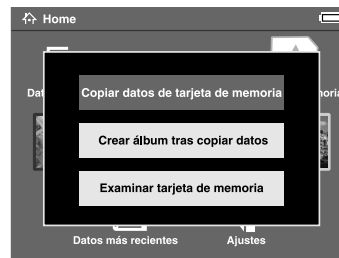 Home
Copiar datos de tarjeta de memoria
Crear álbum tras copiar datos
Examinar tarjeta de memoria
Datos más recientes
Ajustes